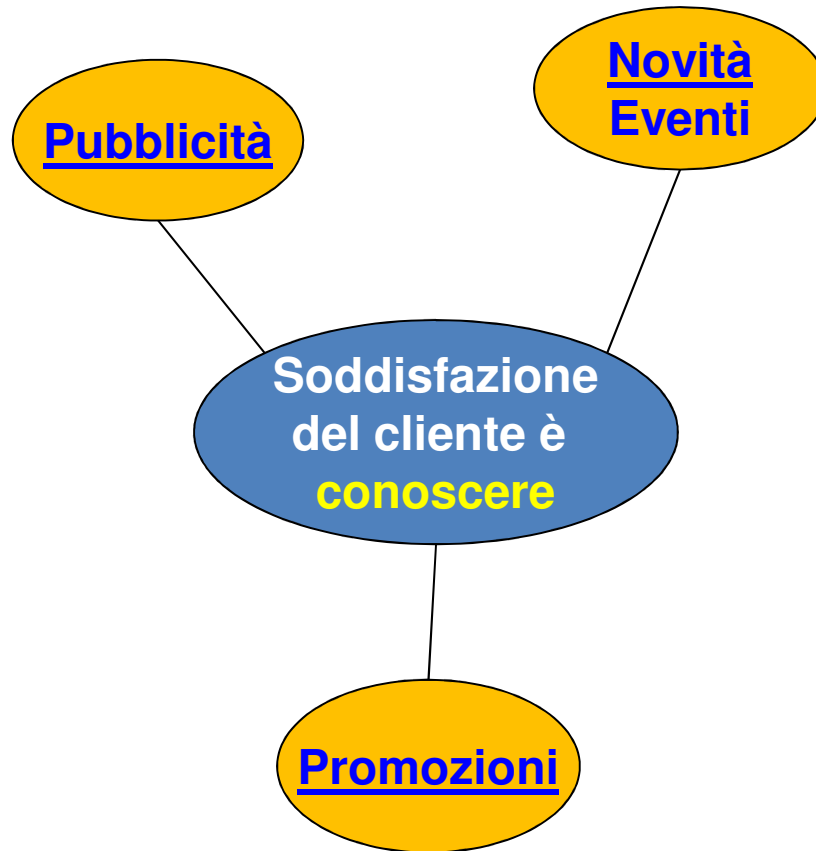 Novità
Eventi
Pubblicità
Soddisfazione
del cliente è
conoscere
Promozioni